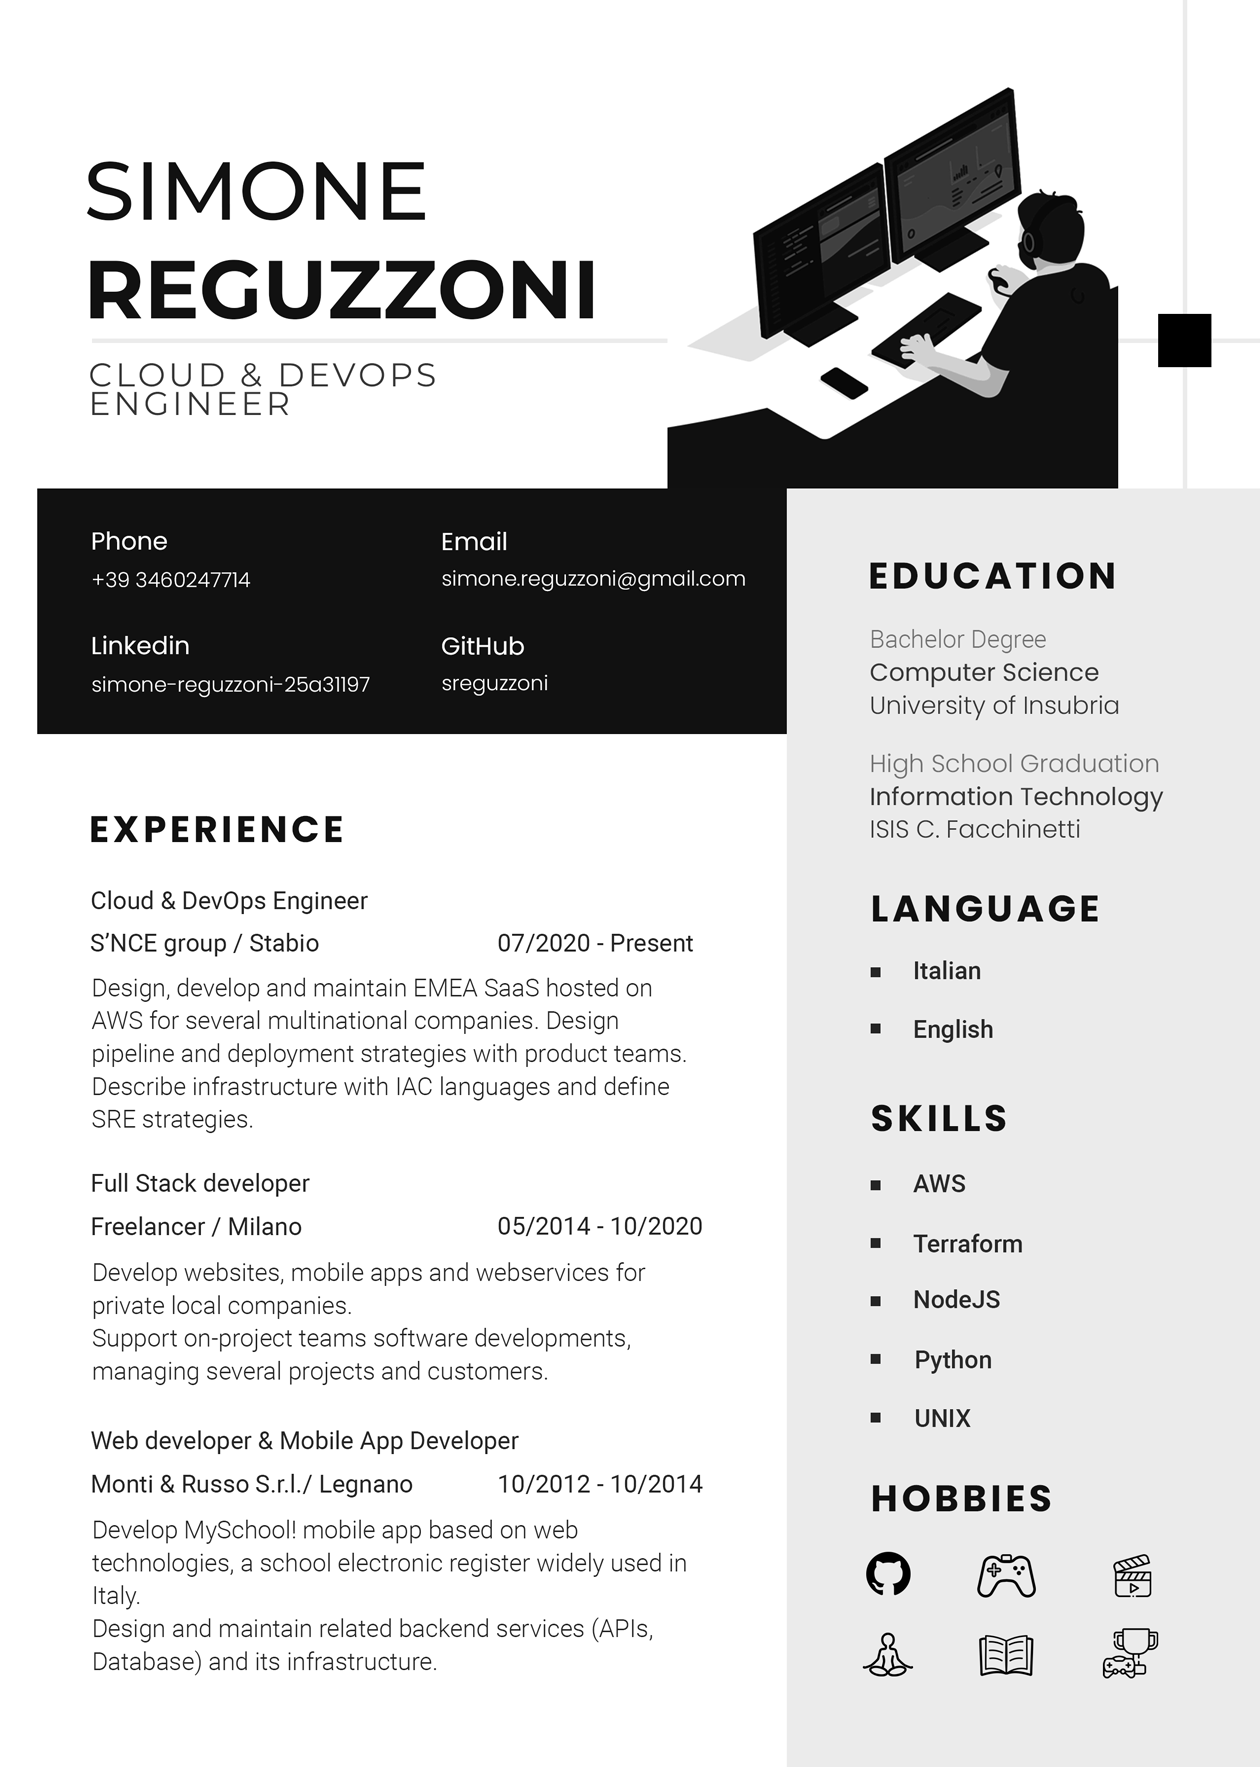 SIMONE
REGUZZONI
CLOUD & DEVOPS
ENGINEER
Phone
+39 3460247714
Email
simone.reguzzoni@gmail.com
Linkedin
simone-reguzzoni-25a31197
GitHub
sreguzzoni
EXPERIENCE
Cloud & DevOps Engineer
S’NCE group / Stabio 07/2020 - Present
Design, develop and maintain EMEA SaaS hosted on
AWS for several multinational companies. Design
pipeline and deployment strategies with product teams.
Describe infrastructure with IAC languages and define
SRE strategies.
Full Stack developer
Freelancer / Milano 05/2014 - 10/2020
Develop websites, mobile apps and webservices for
private local companies.
Support on-project teams software developments,
managing several projects and customers.
Web developer & Mobile App Developer
Monti & Russo S.r.l./ Legnano 10/2012 - 10/2014
Develop MySchool! mobile app based on web
technologies, a school electronic register widely used in
Italy.
Design and maintain related backend services (APIs,
Database) and its infrastructure.
EDUCATION
Bachelor Degree
Computer Science
University of Insubria
High School Graduation
Information Technology
ISIS C. Facchinetti
LANGUAGE
Italian
English
SKILLS
AWS
Terraform
NodeJS
Python
UNIX
HOBBIES